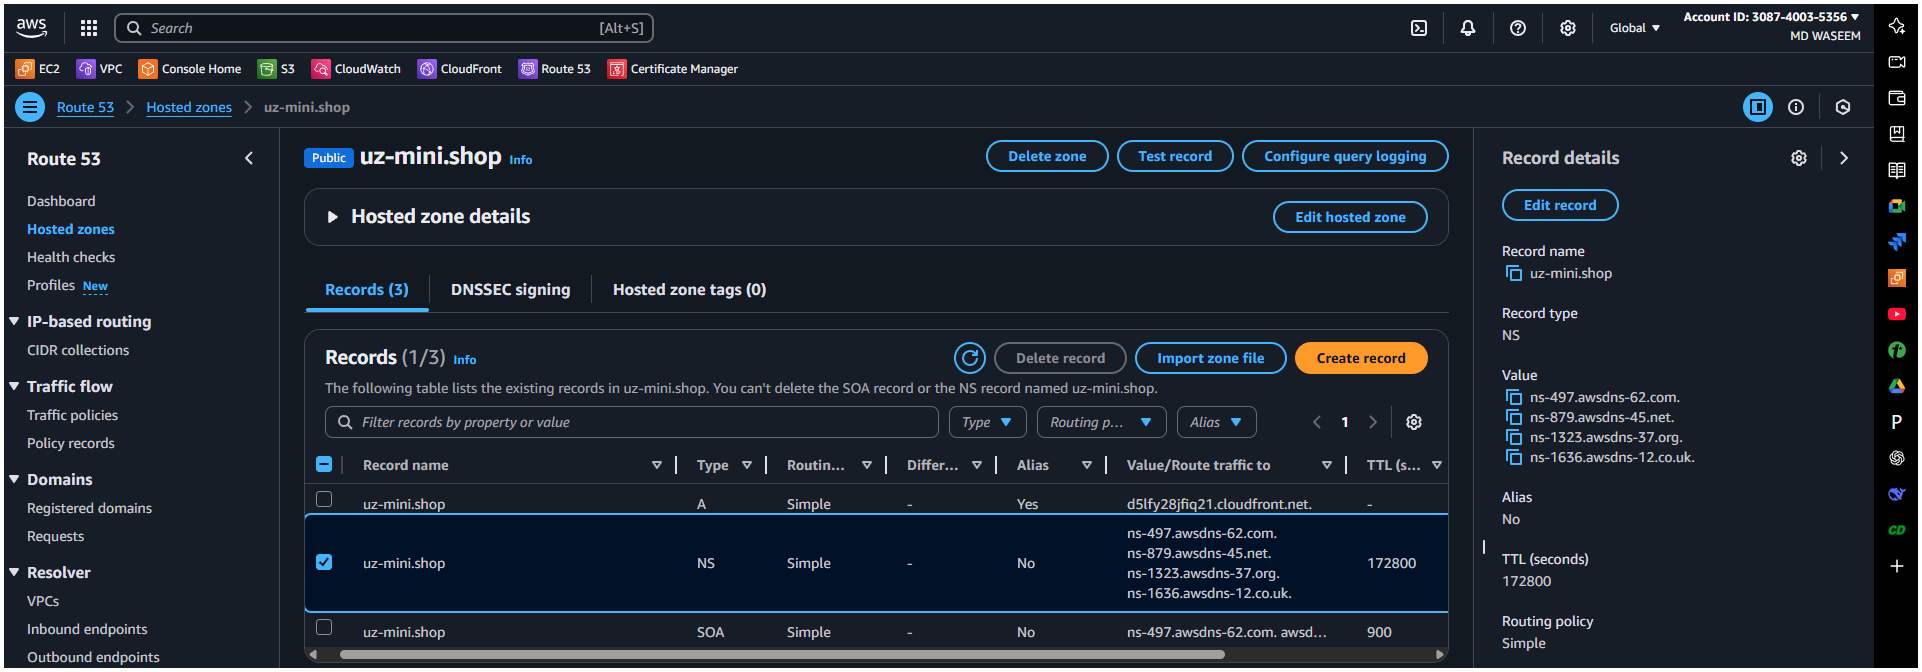 aws
Search
[Alt+S]
Global
Account ID: 3087-4003-5356
MD WASEEM
EC2
VPC
Console Home
S3
CloudWatch
CloudFront
Route 53
Certificate Manager
Route 53
Hosted zones
uz-mini.shop
Route 53
Dashboard
Hosted zones
Health checks
Profiles New
IP-based routing
CIDR collections
Traffic flow
Traffic policies
Policy records
Domains
Registered domains
Requests
Resolver
VPCs
Inbound endpoints
Outbound endpoints
Public uz-mini.shop Info
Delete zone
Test record
Configure query logging
Hosted zone details
Edit hosted zone
Records (3)
DNSSEC signing
Hosted zone tags (0)
Records (1/3) Info
Delete record
Import zone file
Create record
The following table lists the existing records in uz-mini.shop. You can't delete the SOA record or the NS record named uz-mini.shop.
Filter records by property or value
Type
Routing p...
Alias
1
Record name Type Routin... Differ... Alias Value/Route traffic to TTL (s...
uz-mini.shop A Simple - Yes d5lfy28jfiq21.cloudfront.net. -
uz-mini.shop NS Simple - No 172800
ns-497.awsdns-62.com.
ns-879.awsdns-45.net.
ns-1323.awsdns-37.org.
ns-1636.awsdns-12.co.uk.
uz-mini.shop SOA Simple - No ns-497.awsdns-62.com. awsd... 900
Record details
Edit record
Record name
uz-mini.shop
Record type
NS
Value
ns-497.awsdns-62.com.
ns-879.awsdns-45.net.
ns-1323.awsdns-37.org.
ns-1636.awsdns-12.co.uk.
Alias
No
TTL (seconds)
172800
Routing policy
Simple
P
CD